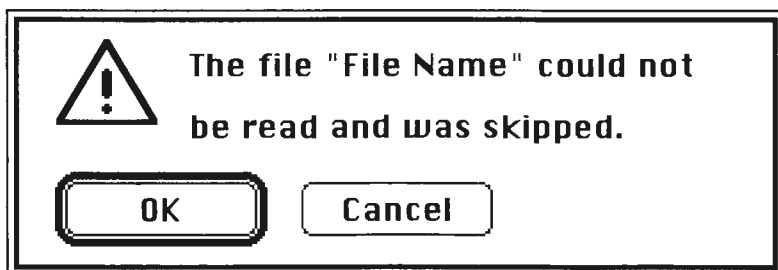 The file "File Name" could not
be read and was skipped.
OK Cancel